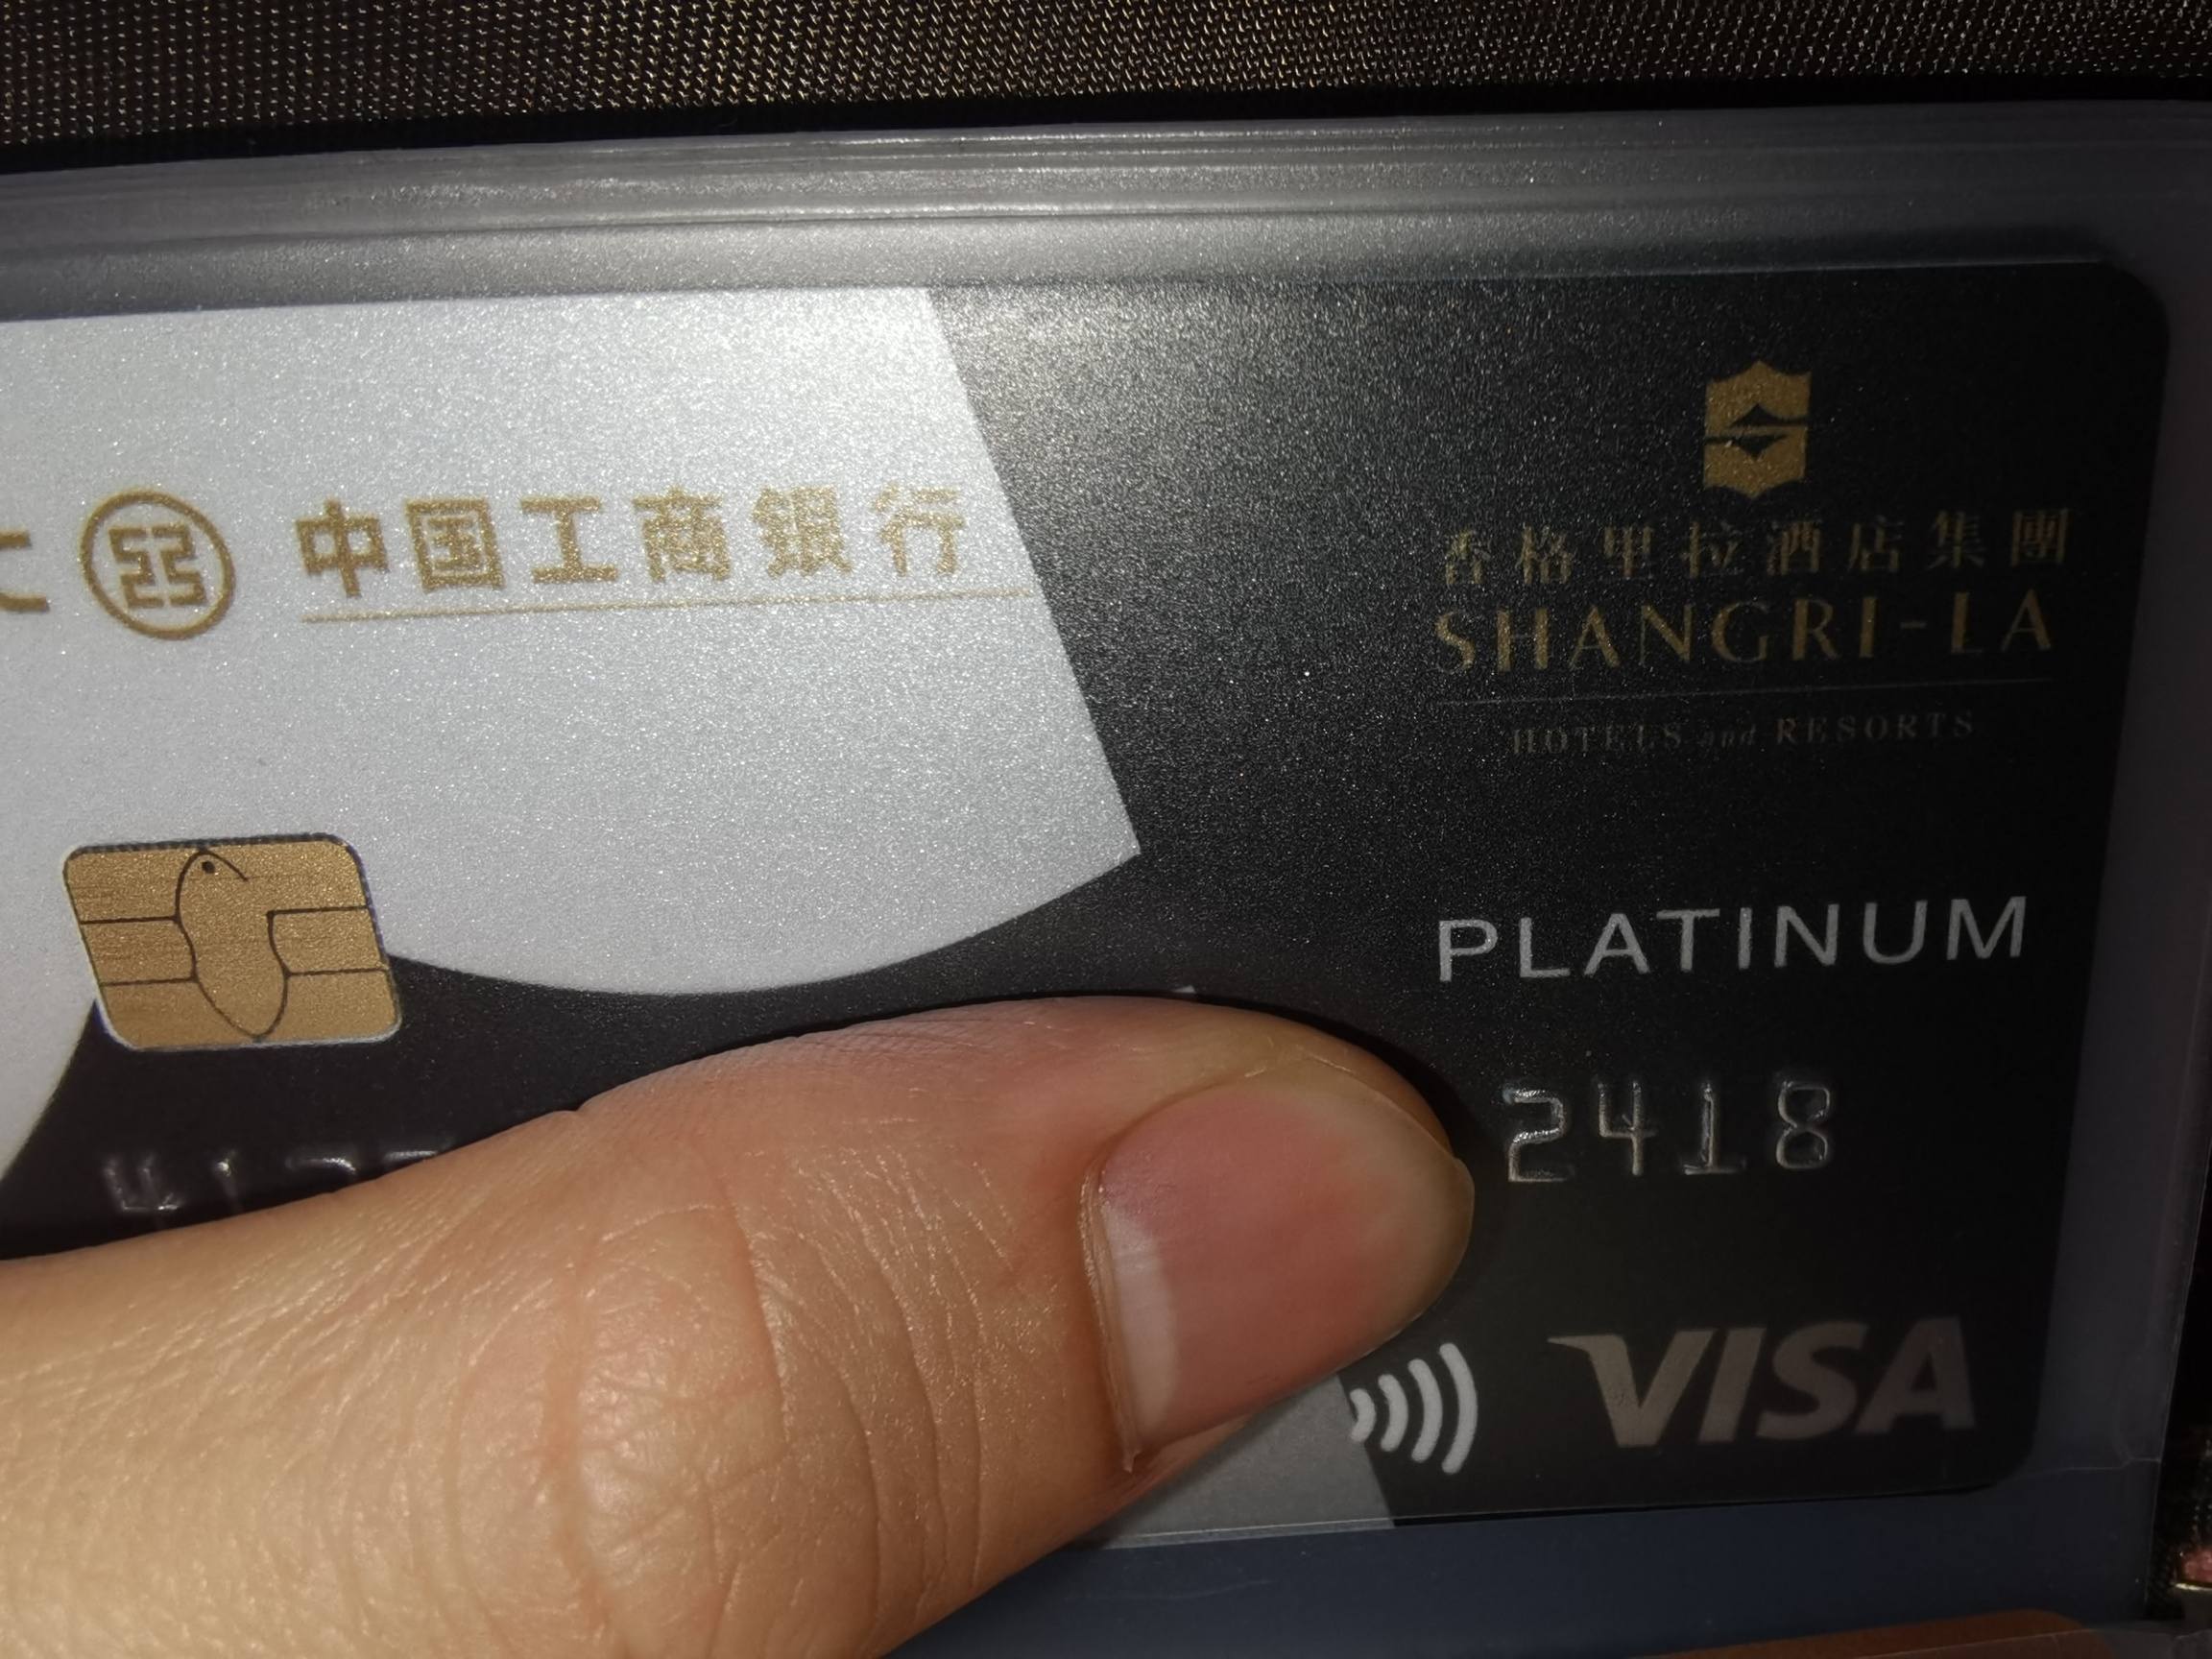 中国工商銀行
香格里拉酒店集團
SHANGRI-LA
HOTELS and RESORTS
PLATINUM
2418
VISA